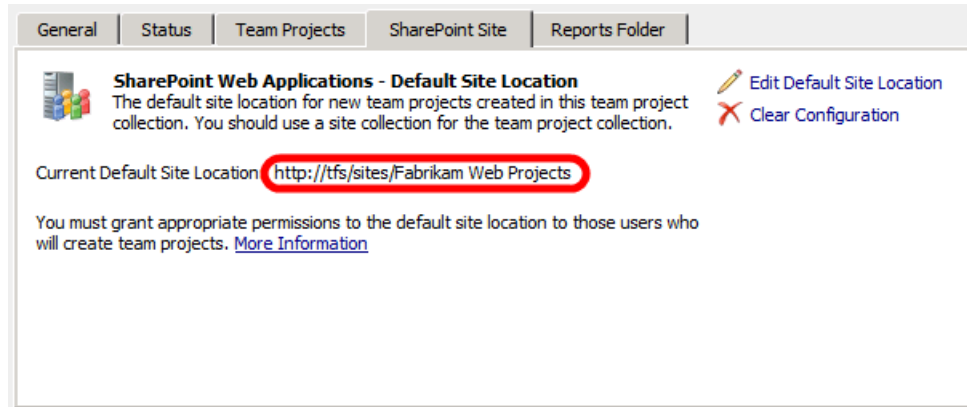 General Status Team Projects SharePoint Site Reports Folder
SharePoint Web Applications - Default Site Location
The default site location for new team projects created in this team project
collection. You should use a site collection for the team project collection.
Edit Default Site Location
Clear Configuration
Current Default Site Location: http://tfs/sites/Fabrikam Web Projects
You must grant appropriate permissions to the default site location to those users who
will create team projects. More Information